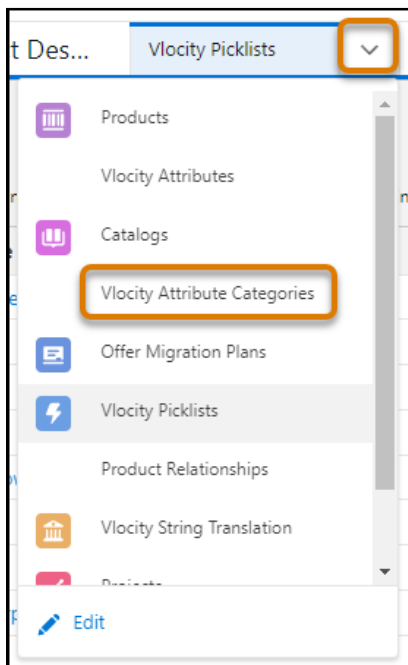 t Des...
Vlocity Picklists
Products
Vlocity Attributes
Catalogs
Vlocity Attribute Categories
Offer Migration Plans
Vlocity Picklists
Product Relationships
Vlocity String Translation
Projects
Edit